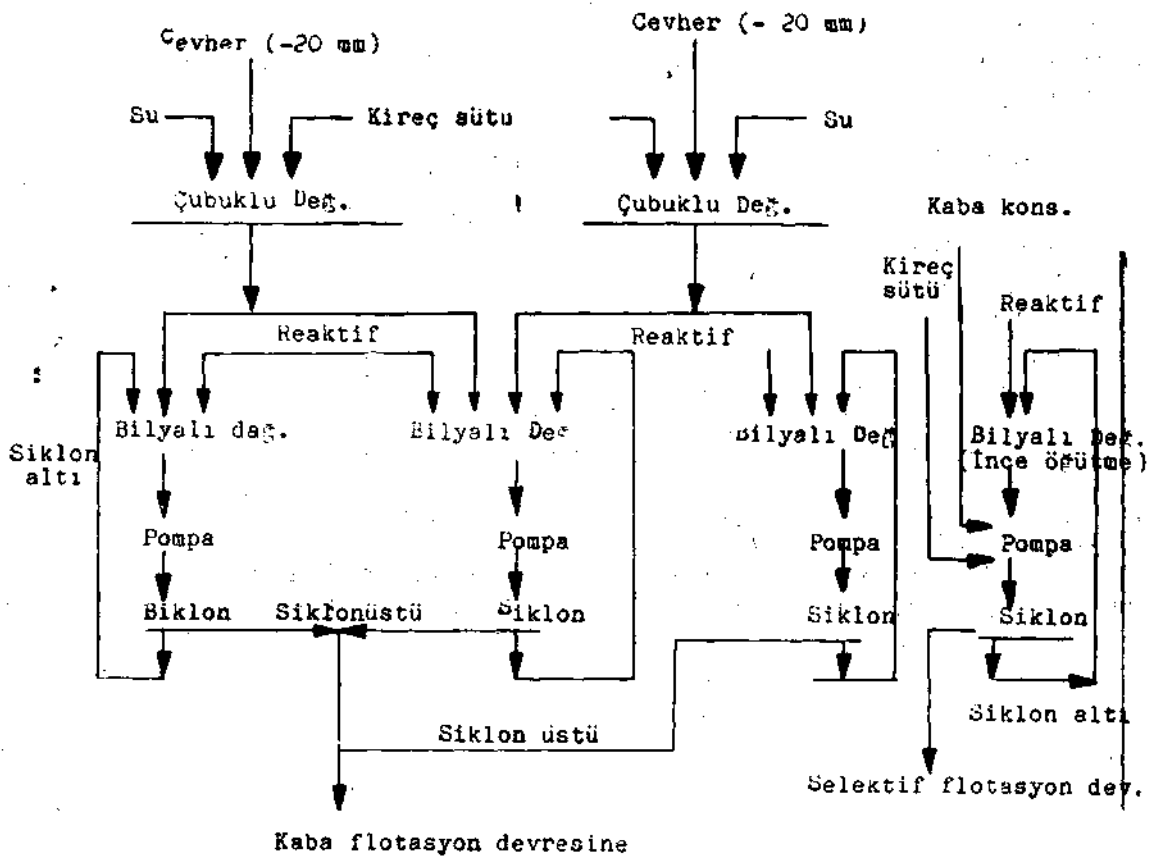 Cevher (-20 mm)
Cevher (- 20 mm)
Su
Kireç sütu
Su
Çubuklu Değ.
Çubuklu Değ.
Kaba kons.
Kireç
sütü
Reaktif
Reaktif
Reaktif
Bilyalı dağ.
Bilyalı Değ
Bilyalı Değ
Bilyalı Değ.
(İnce öğütme)
Siklon
altı
Pompa
Pompa
Pompa
Pompa
Biklon
Siklonüstü
Siklon
Siklon
Siklon
Siklon altı
Siklon üstü
Selektif flotasyon dev.
Kaba flotasyon devresine